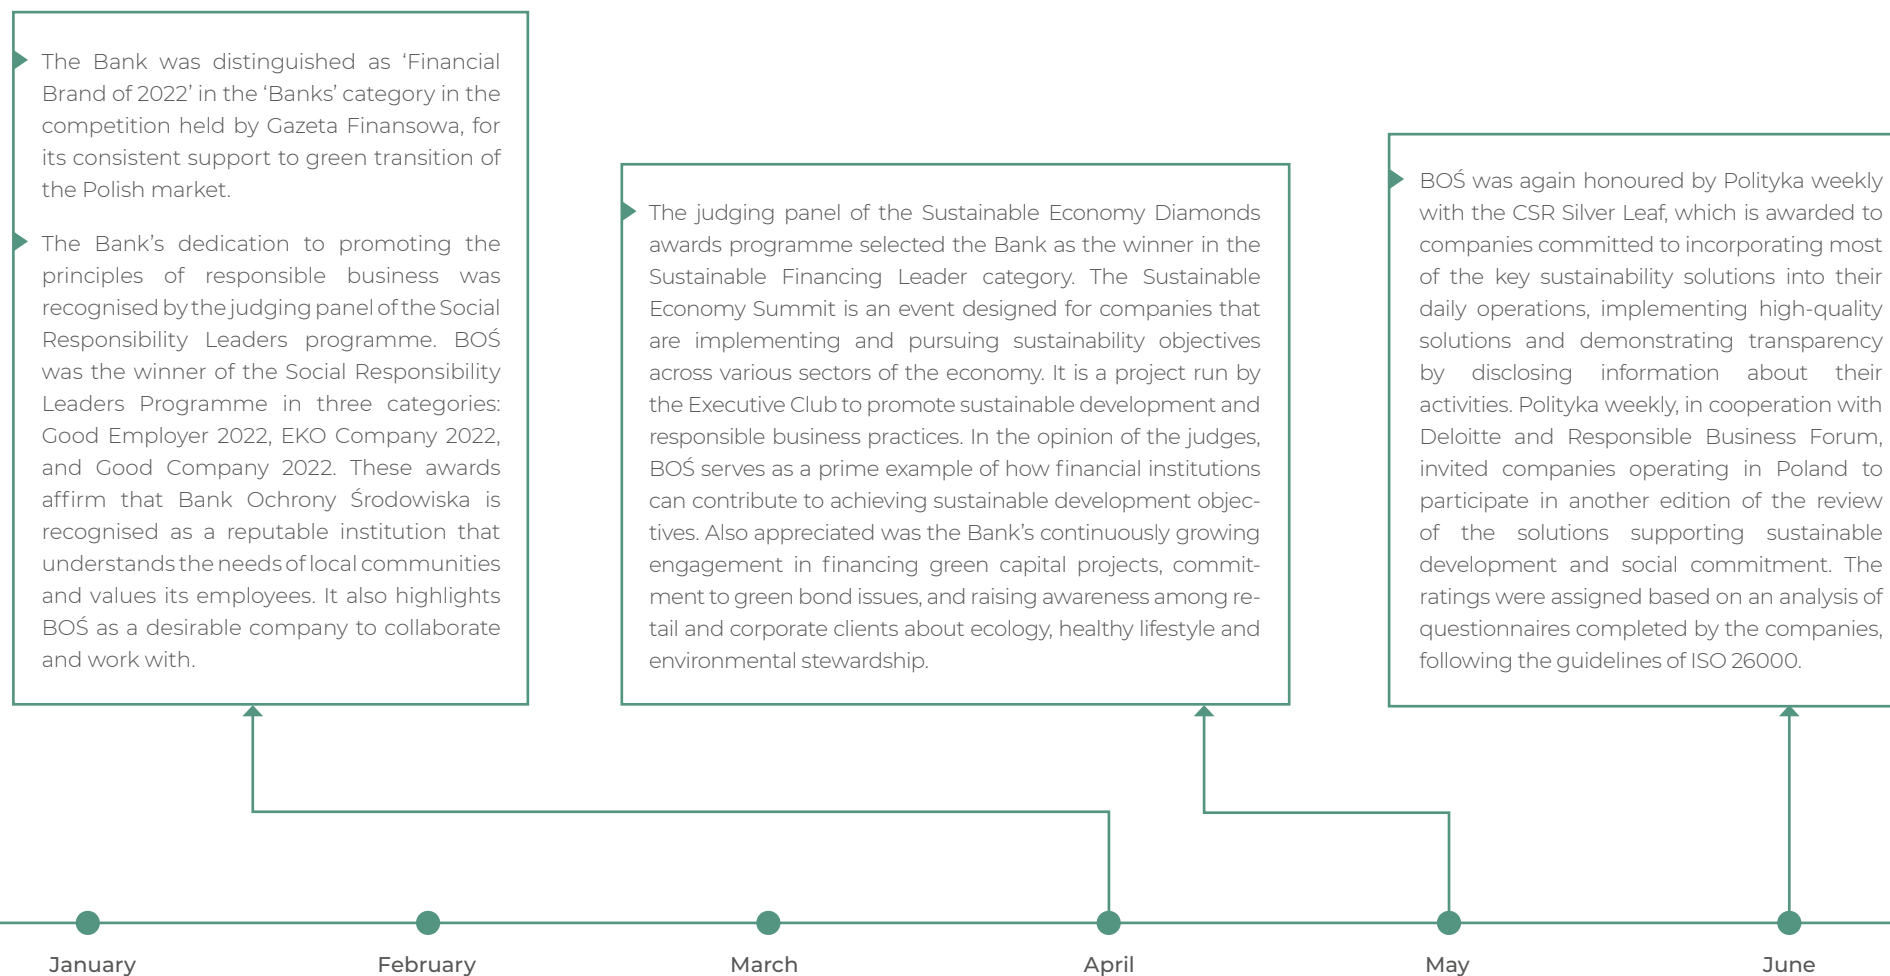 The Bank was distinguished as ‘Financial
Brand of 2022’ in the ‘Banks’ category in the
competition held by Gazeta Finansowa, for
its consistent support to green transition of
the Polish market.
The Bank’s dedication to promoting the
principles of responsible business was
recognised by the judging panel of the Social
Responsibility Leaders programme. BOŚ
was the winner of the Social Responsibility
Leaders Programme in three categories:
Good Employer 2022, EKO Company 2022,
and Good Company 2022. These awards
affirm that Bank Ochrony Środowiska is
recognised as a reputable institution that
understands the needs of local communities
and values its employees. It also highlights
BOŚ as a desirable company to collaborate
and work with.
The judging panel of the Sustainable Economy Diamonds
awards programme selected the Bank as the winner in the
Sustainable Financing Leader category. The Sustainable
Economy Summit is an event designed for companies that
are implementing and pursuing sustainability objectives
across various sectors of the economy. It is a project run by
the Executive Club to promote sustainable development and
responsible business practices. In the opinion of the judges,
BOŚ serves as a prime example of how financial institutions
can contribute to achieving sustainable development objec-
tives. Also appreciated was the Bank’s continuously growing
engagement in financing green capital projects, commit-
ment to green bond issues, and raising awareness among re-
tail and corporate clients about ecology, healthy lifestyle and
environmental stewardship.
BOŚ was again honoured by Polityka weekly
with the CSR Silver Leaf, which is awarded to
companies committed to incorporating most
of the key sustainability solutions into their
daily operations, implementing high-quality
solutions and demonstrating transparency
by disclosing information about their
activities. Polityka weekly, in cooperation with
Deloitte and Responsible Business Forum,
invited companies operating in Poland to
participate in another edition of the review
of the solutions supporting sustainable
development and social commitment. The
ratings were assigned based on an analysis of
questionnaires completed by the companies,
following the guidelines of ISO 26000.
January
February
March
April
May
June